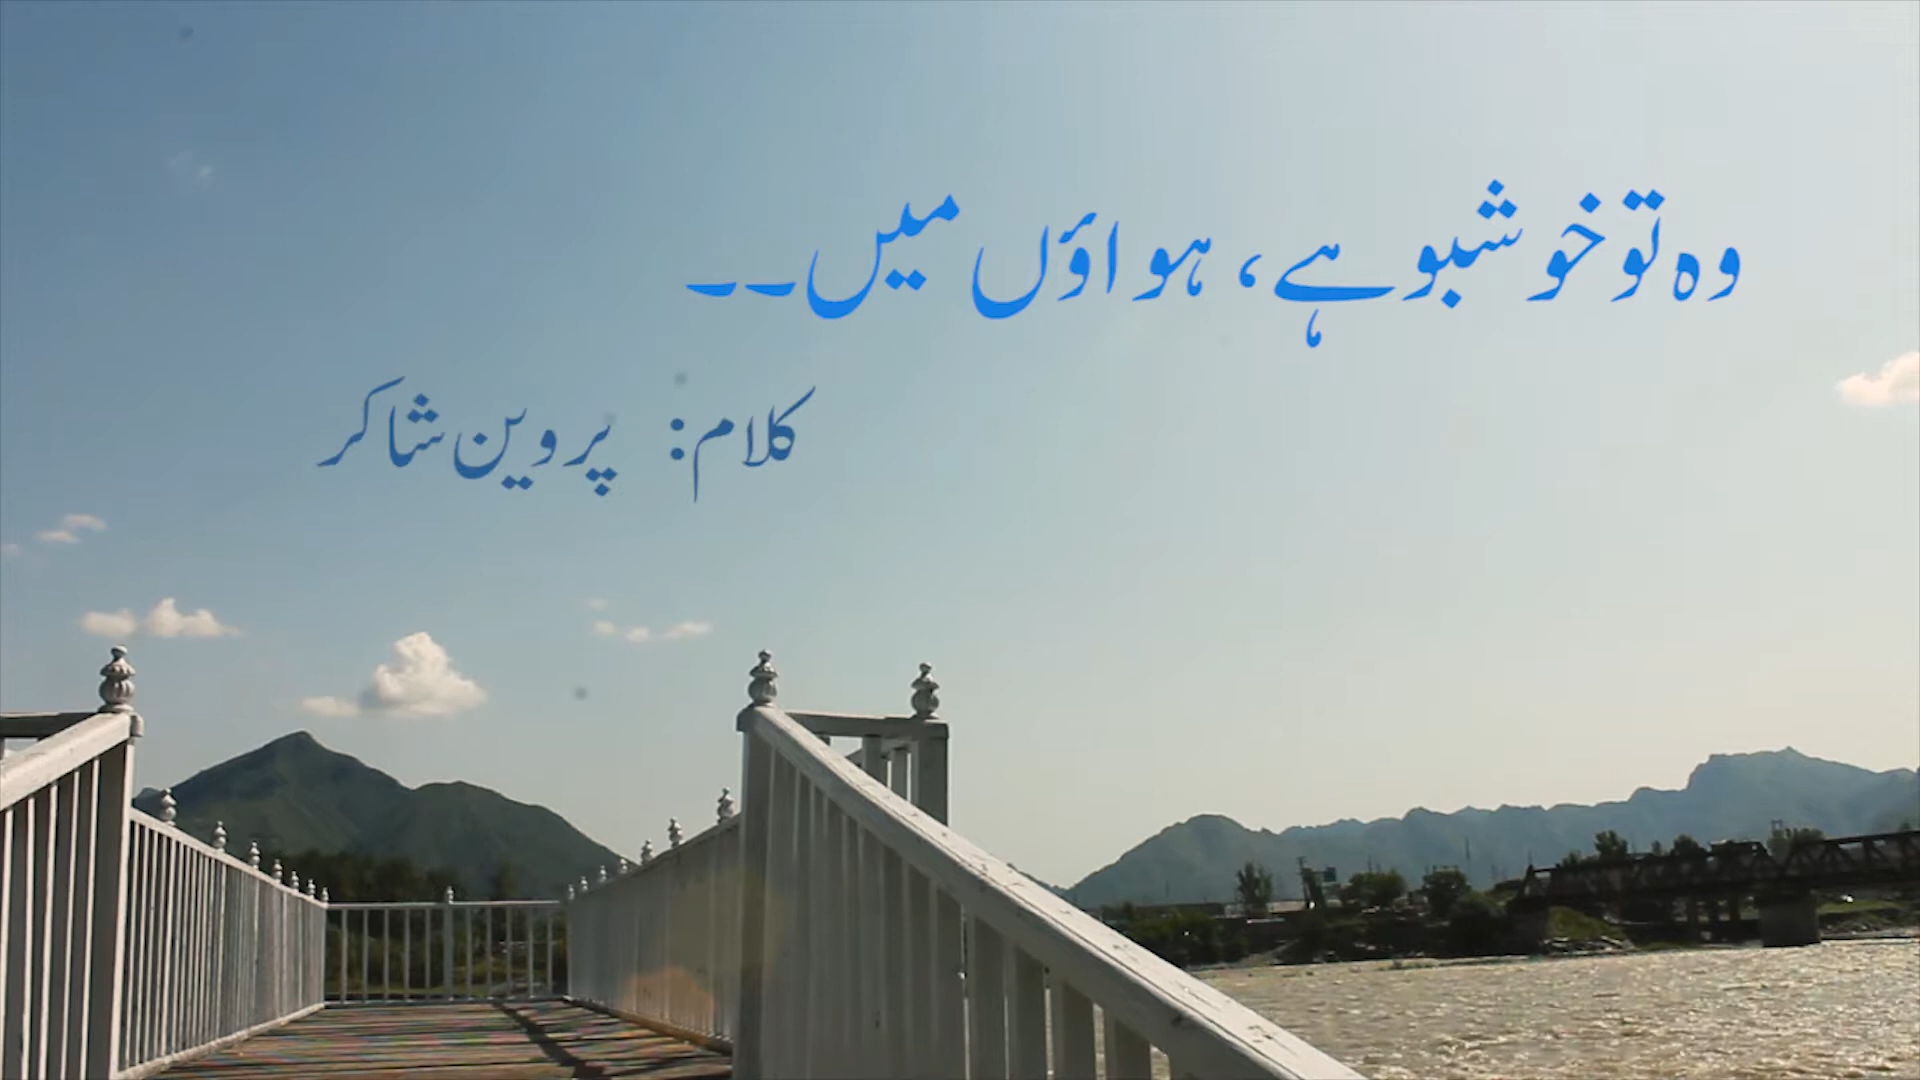 وہ تو خوشبو ہے، ہواؤں میں۔۔
کلام: پروین شاکر